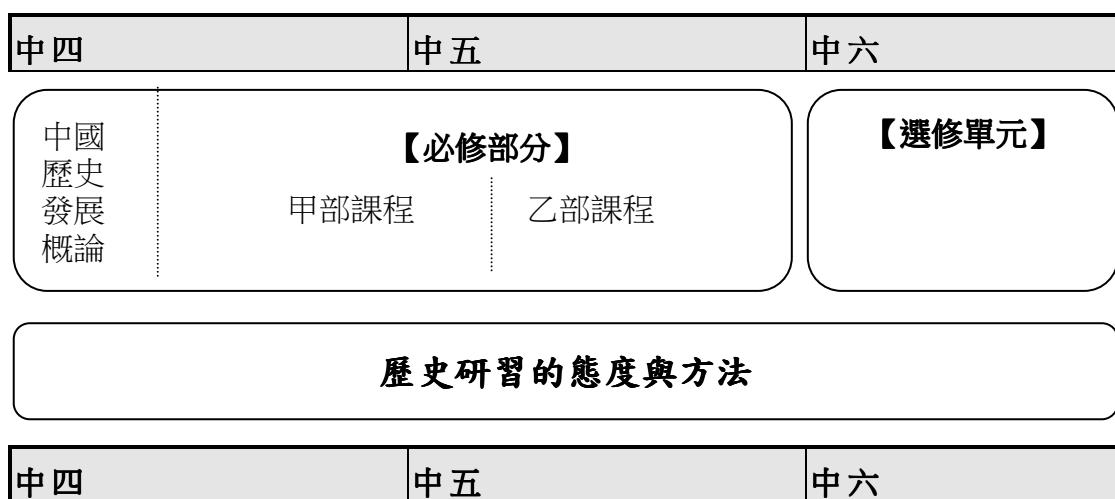 中四 中五 中六
中國
歷史
發展
概論
【必修部分】
甲部課程 乙部課程
【選修單元】
歷史研習的態度與方法
中四 中五 中六